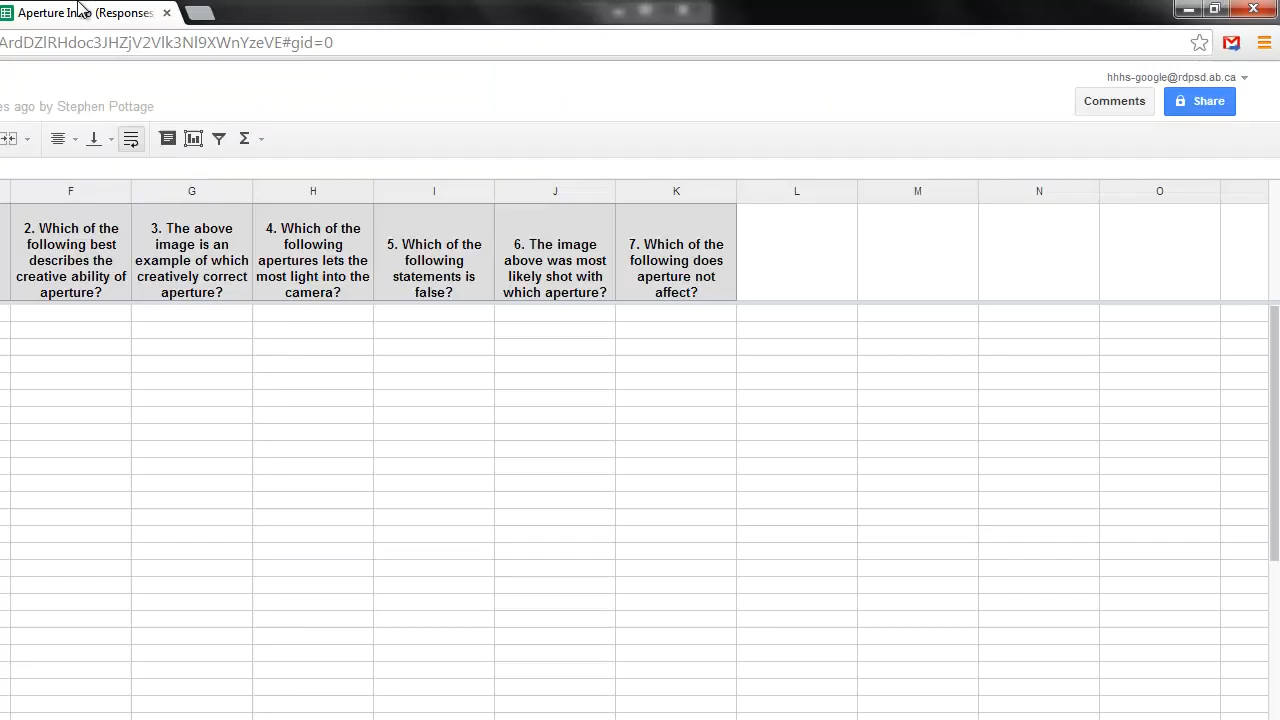 Aperture In (Responses
ArdDZlRHdoc3JHZjV2Vlk3Nl9XWnYzeVE#gid=0
hhhs-google@rdpsd.ab.ca
es ago by Stephen Pottage
Comments
Share
F G H I J K L M N O
2. Which of the following best describes the creative ability of aperture?
3. The above image is an example of which creatively correct aperture?
4. Which of the following apertures lets the most light into the camera?
5. Which of the following statements is false?
6. The image above was most likely shot with which aperture?
7. Which of the following does aperture not affect?